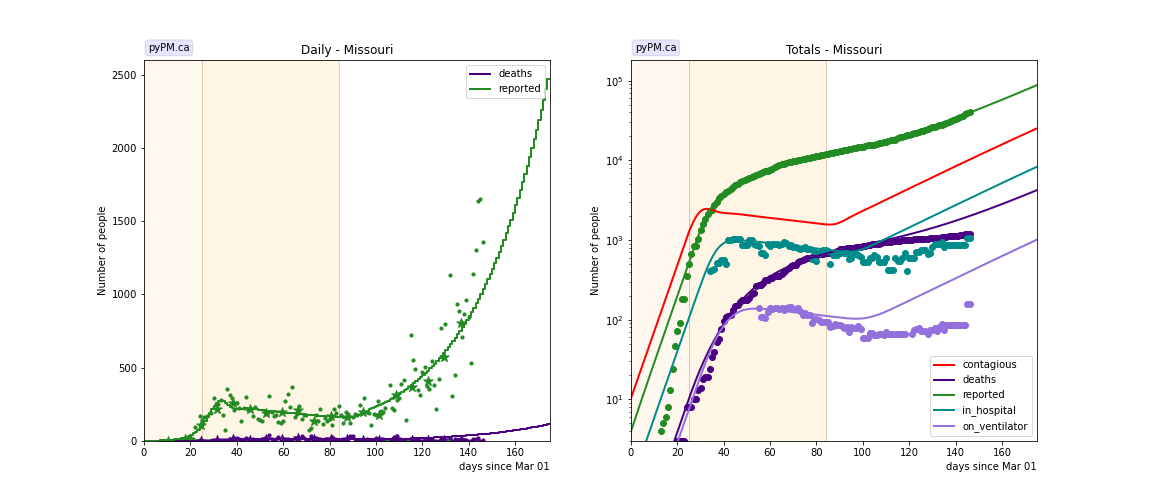 pyPM.ca
Daily - Missouri
deaths
reported
Number of people
2500
2000
1500
1000
500
0
0 20 40 60 80 100 120 140 160
days since Mar 01
pyPM.ca
Totals - Missouri
Number of people
10⁵
10⁴
10³
10²
10¹
contagious
deaths
reported
in_hospital
on_ventilator
0 20 40 60 80 100 120 140 160
days since Mar 01